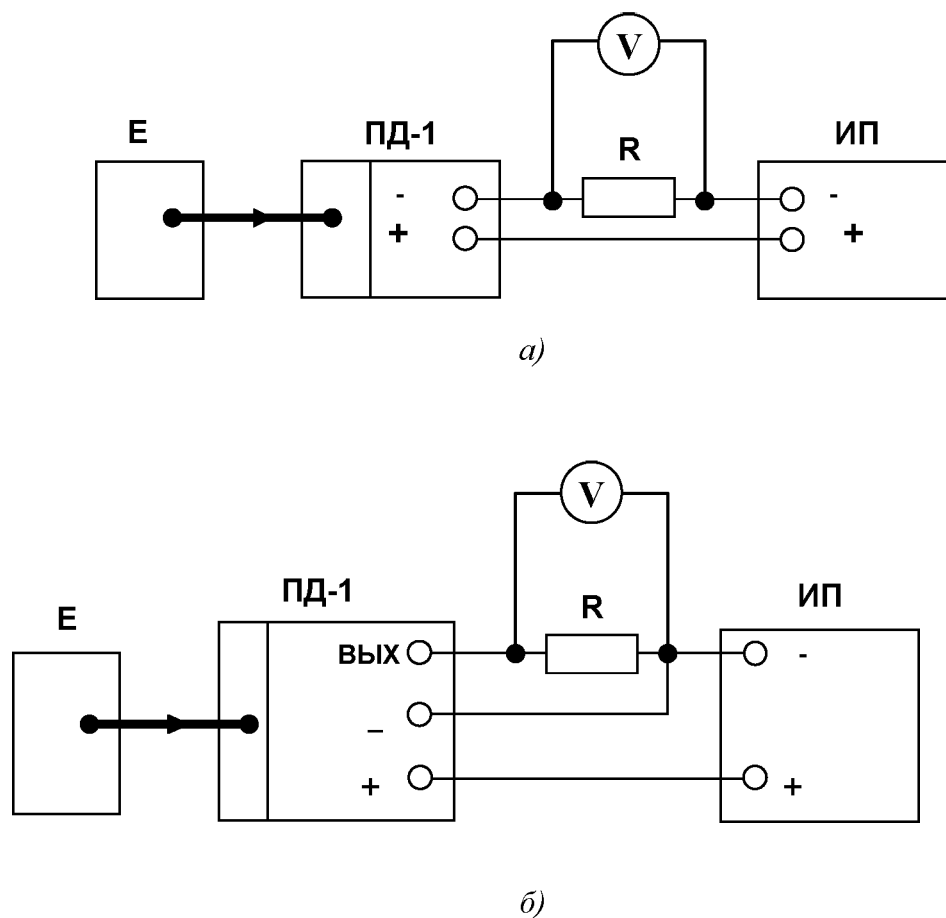 V
E ПД-1 R ИП
- -
+ +
а)
V
E ПД-1 R ИП
ВЫХ -
–
+ +
б)